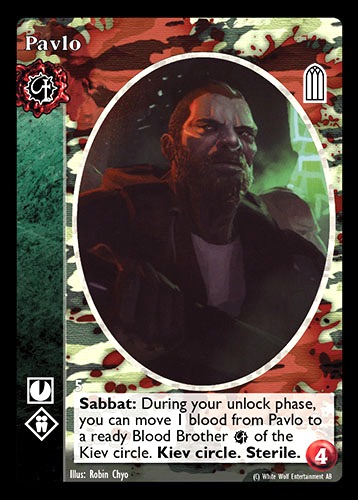 Pavlo
5
Sabbat: During your unlock phase,
you can move 1 blood from Pavlo to
a ready Blood Brother of the
Kiev circle. Kiev circle. Sterile.
4
Illus: Robin Chyo
(C) White Wolf Entertainment AB